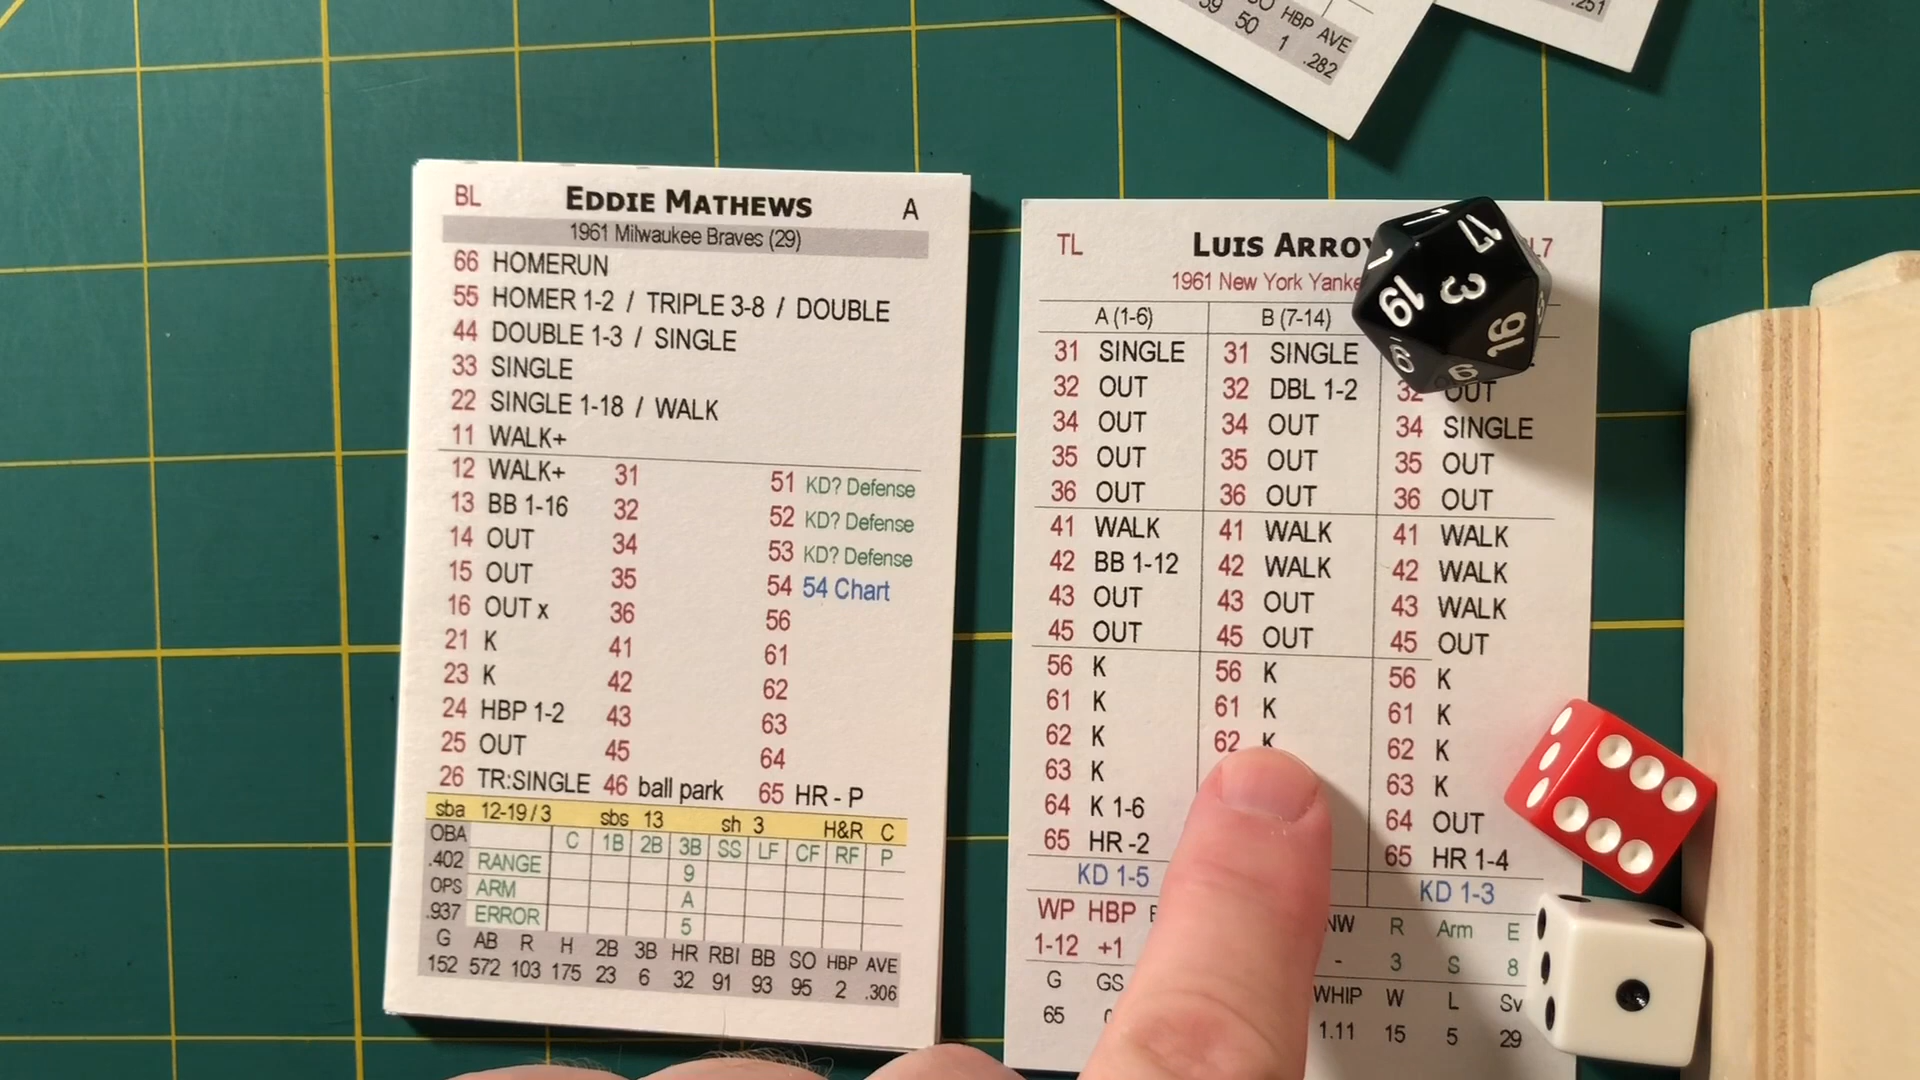 SO HBP AVE
59 50 1 .282
.251
BL EDDIE MATHEWS A
1961 Milwaukee Braves (29)
66 HOMERUN
55 HOMER 1-2 / TRIPLE 3-8 / DOUBLE
44 DOUBLE 1-3 / SINGLE
33 SINGLE
22 SINGLE 1-18 / WALK
11 WALK+
12 WALK+ 31 51 KD? Defense
13 BB 1-16 32 52 KD? Defense
14 OUT 34 53 KD? Defense
15 OUT 35 54 54 Chart
16 OUT x 36 56
21 K 41 61
23 K 42 62
24 HBP 1-2 43 63
25 OUT 45 64
26 TR:SINGLE 46 ball park 65 HR - P
sba 12-19 / 3 sbs 13 sh 3 H&R C
OBA C 1B 2B 3B SS LF CF RF P
.402 RANGE 9
OPS ARM A
.937 ERROR 5
G AB R H 2B 3B HR RBI BB SO HBP AVE
152 572 103 175 23 6 32 91 93 95 2 .306
TL LUIS ARROY L7
1961 New York Yanke
A (1-6) B (7-14)
31 SINGLE 31 SINGLE
32 OUT 32 DBL 1-2 32 OUT
34 OUT 34 OUT 34 SINGLE
35 OUT 35 OUT 35 OUT
36 OUT 36 OUT 36 OUT
41 WALK 41 WALK 41 WALK
42 BB 1-12 42 WALK 42 WALK
43 OUT 43 OUT 43 WALK
45 OUT 45 OUT 45 OUT
56 K 56 K 56 K
61 K 61 K 61 K
62 K 62 K 62 K
63 K 63 K
64 K 1-6 64 OUT
65 HR -2 65 HR 1-4
KD 1-5 KD 1-3
WP HBP NW R Arm E
1-12 +1 - 3 S 8
G GS WHIP W L Sv
65 1.11 15 5 29
17
3
19
16